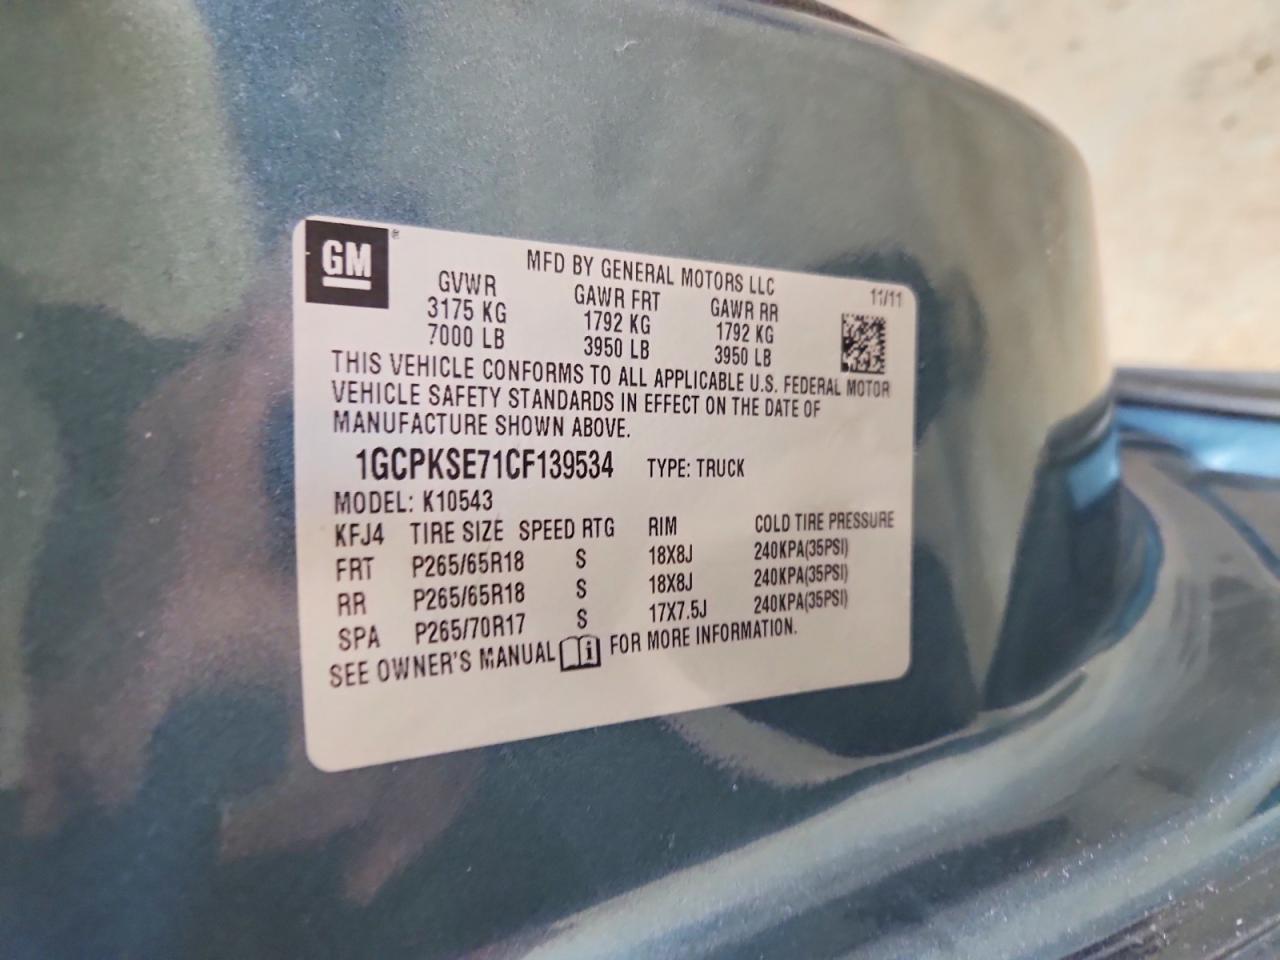 GM®
MFD BY GENERAL MOTORS LLC
11/11
GVWR GAWR FRT GAWR RR
3175 KG 1792 KG 1792 KG
7000 LB 3950 LB 3950 LB
THIS VEHICLE CONFORMS TO ALL APPLICABLE U.S. FEDERAL MOTOR
VEHICLE SAFETY STANDARDS IN EFFECT ON THE DATE OF
MANUFACTURE SHOWN ABOVE.
1GCPKSE71CF139534 TYPE: TRUCK
MODEL: K10543
KFJ4 TIRE SIZE SPEED RTG RIM COLD TIRE PRESSURE
FRT P265/65R18 S 18X8J 240KPA(35PSI)
RR P265/65R18 S 18X8J 240KPA(35PSI)
SPA P265/70R17 S 17X7.5J 240KPA(35PSI)
SEE OWNER'S MANUAL i FOR MORE INFORMATION.